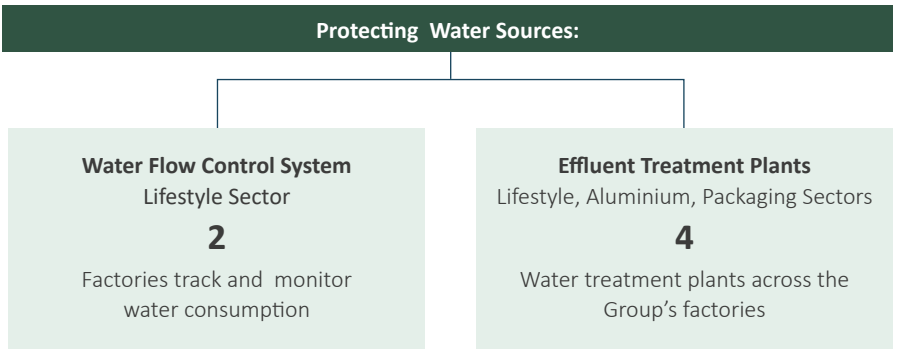 Protecting Water Sources:
Water Flow Control System
Lifestyle Sector
2
Factories track and monitor
water consumption
Effluent Treatment Plants
Lifestyle, Aluminium, Packaging Sectors
4
Water treatment plants across the
Group's factories